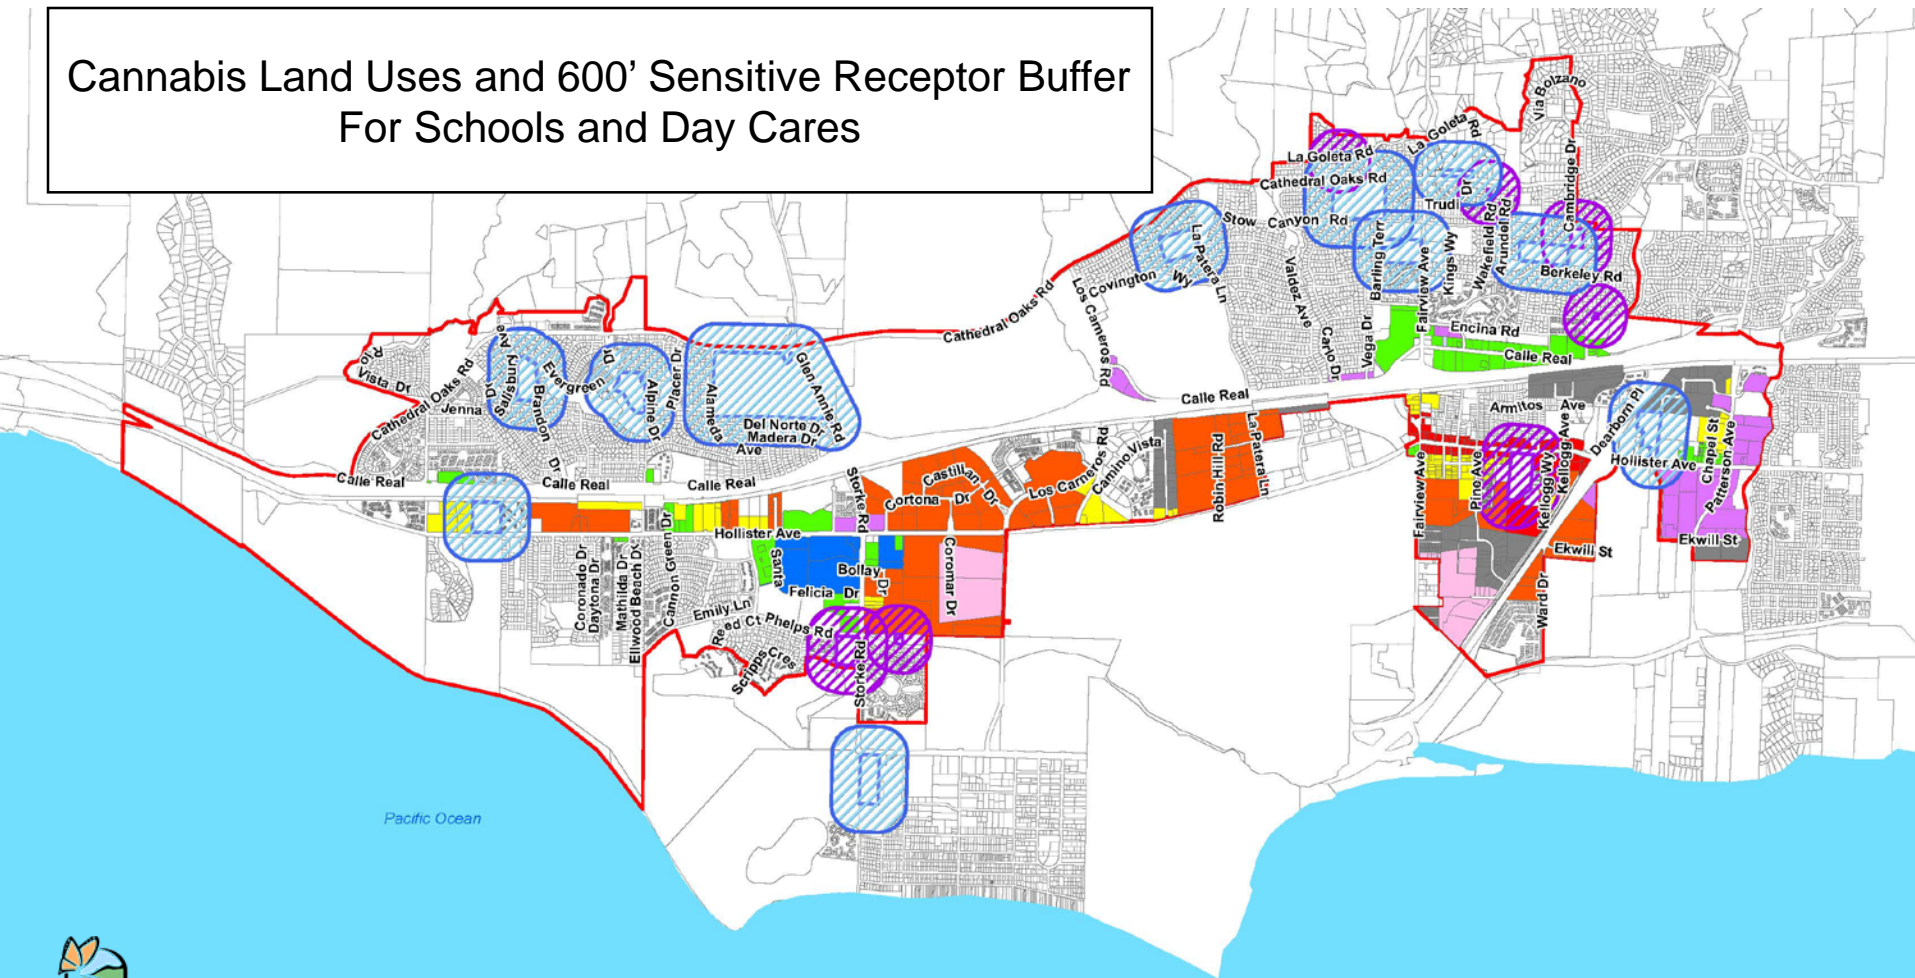 Cannabis Land Uses and 600’ Sensitive Receptor Buffer
For Schools and Day Cares
Via Bolzano
La Goleta Rd
La Goleta Rd
Cathedral Oaks Rd
Cambridge Dr
Trudi Dr
Stow Canyon Rd
La Patera Ln
Covington Wy
Barling Terr
Fairview Ave
Kings Wy
Wakefield Rd
Arundel Rd
Berkeley Rd
Valdez Ave
Los Carneros Rd
Cathedral Oaks Rd
Carlo Dr
Vega Dr
Encina Rd
Calle Real
Rio Vista Dr
Cathedral Oaks Rd
Salisbury Ave
Jenna Dr
Brandon Dr
Evergreen Dr
Alpine Dr
Placer Dr
Alameda Ave
Glen Annie Rd
Del Norte Dr
Madera Dr
Calle Real
Armitos Ave
Dearborn Pl
Chapel St
Patterson Ave
Hollister Ave
Calle Real
Calle Real
Calle Real
Storke Rd
Castilian Dr
Cortona Dr
Los Carneros Rd
Camino Vista
Robin Hill Rd
La Patera Ln
Fairview Ave
Pine Ave
Kellogg Wy
Kellogg Ave
Ekwill St
Ekwill St
Ward Dr
Hollister Ave
Coronado Dr
Daytona Dr
Mathilda Dr
Ellwood Beach Dr
Cannon Green Dr
Santa Felicia Dr
Bollay Dr
Coromar Dr
Emily Ln
Reed Ct
Phelps Rd
Scripps Cres
Storke Rd
Pacific Ocean